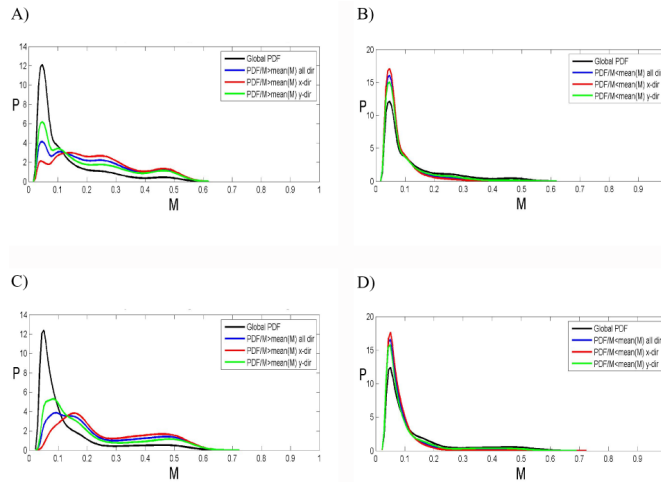 A)
B)
14
12
10
8
6
4
2
0
P
0
0.1
0.2
0.3
0.4
0.5
0.6
0.7
0.8
0.9
1
M
Global PDF
PDF/M>mean(M) all dir
PDF/M>mean(M) x-dir
PDF/M>mean(M) y-dir
20
15
10
5
0
P
0
0.1
0.2
0.3
0.4
0.5
0.6
0.7
0.8
0.9
M
Global PDF
PDF/M<mean(M) all dir
PDF/M<mean(M) x-dir
PDF/M<mean(M) y-dir
C)
D)
14
12
10
8
6
4
2
0
P
0
0.1
0.2
0.3
0.4
0.5
0.6
0.7
0.8
0.9
1
M
Global PDF
PDF/M>mean(M) all dir
PDF/M>mean(M) x-dir
PDF/M>mean(M) y-dir
20
15
10
5
0
P
0
0.1
0.2
0.3
0.4
0.5
0.6
0.7
0.8
0.9
M
Global PDF
PDF/M<mean(M) all dir
PDF/M<mean(M) x-dir
PDF/M<mean(M) y-dir